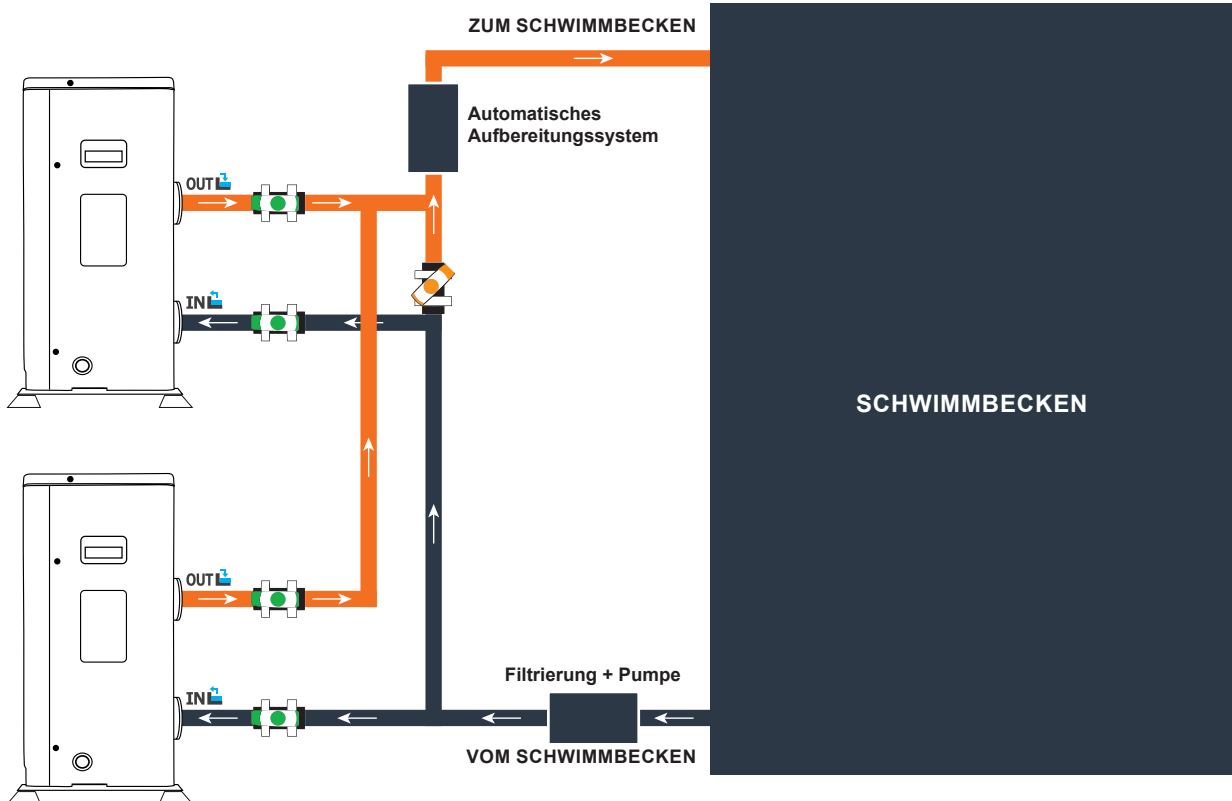 ZUM SCHWIMMBECKEN
Automatisches
Aufbereitungssystem
OUT
IN
SCHWIMMBECKEN
OUT
Filtrierung + Pumpe
IN
VOM SCHWIMMBECKEN